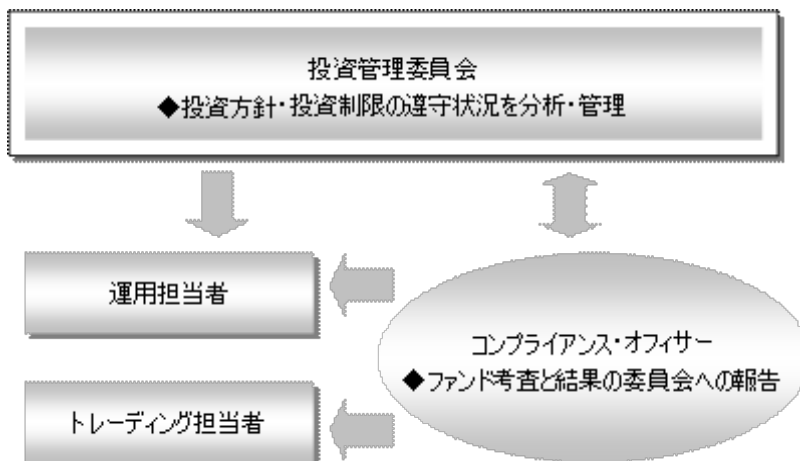 投資管理委員会
◆投資方針・投資制限の遵守状況を分析・管理
運用担当者
コンプライアンス・オフィサー
◆ファンド考査と結果の委員会への報告
トレーディング担当者